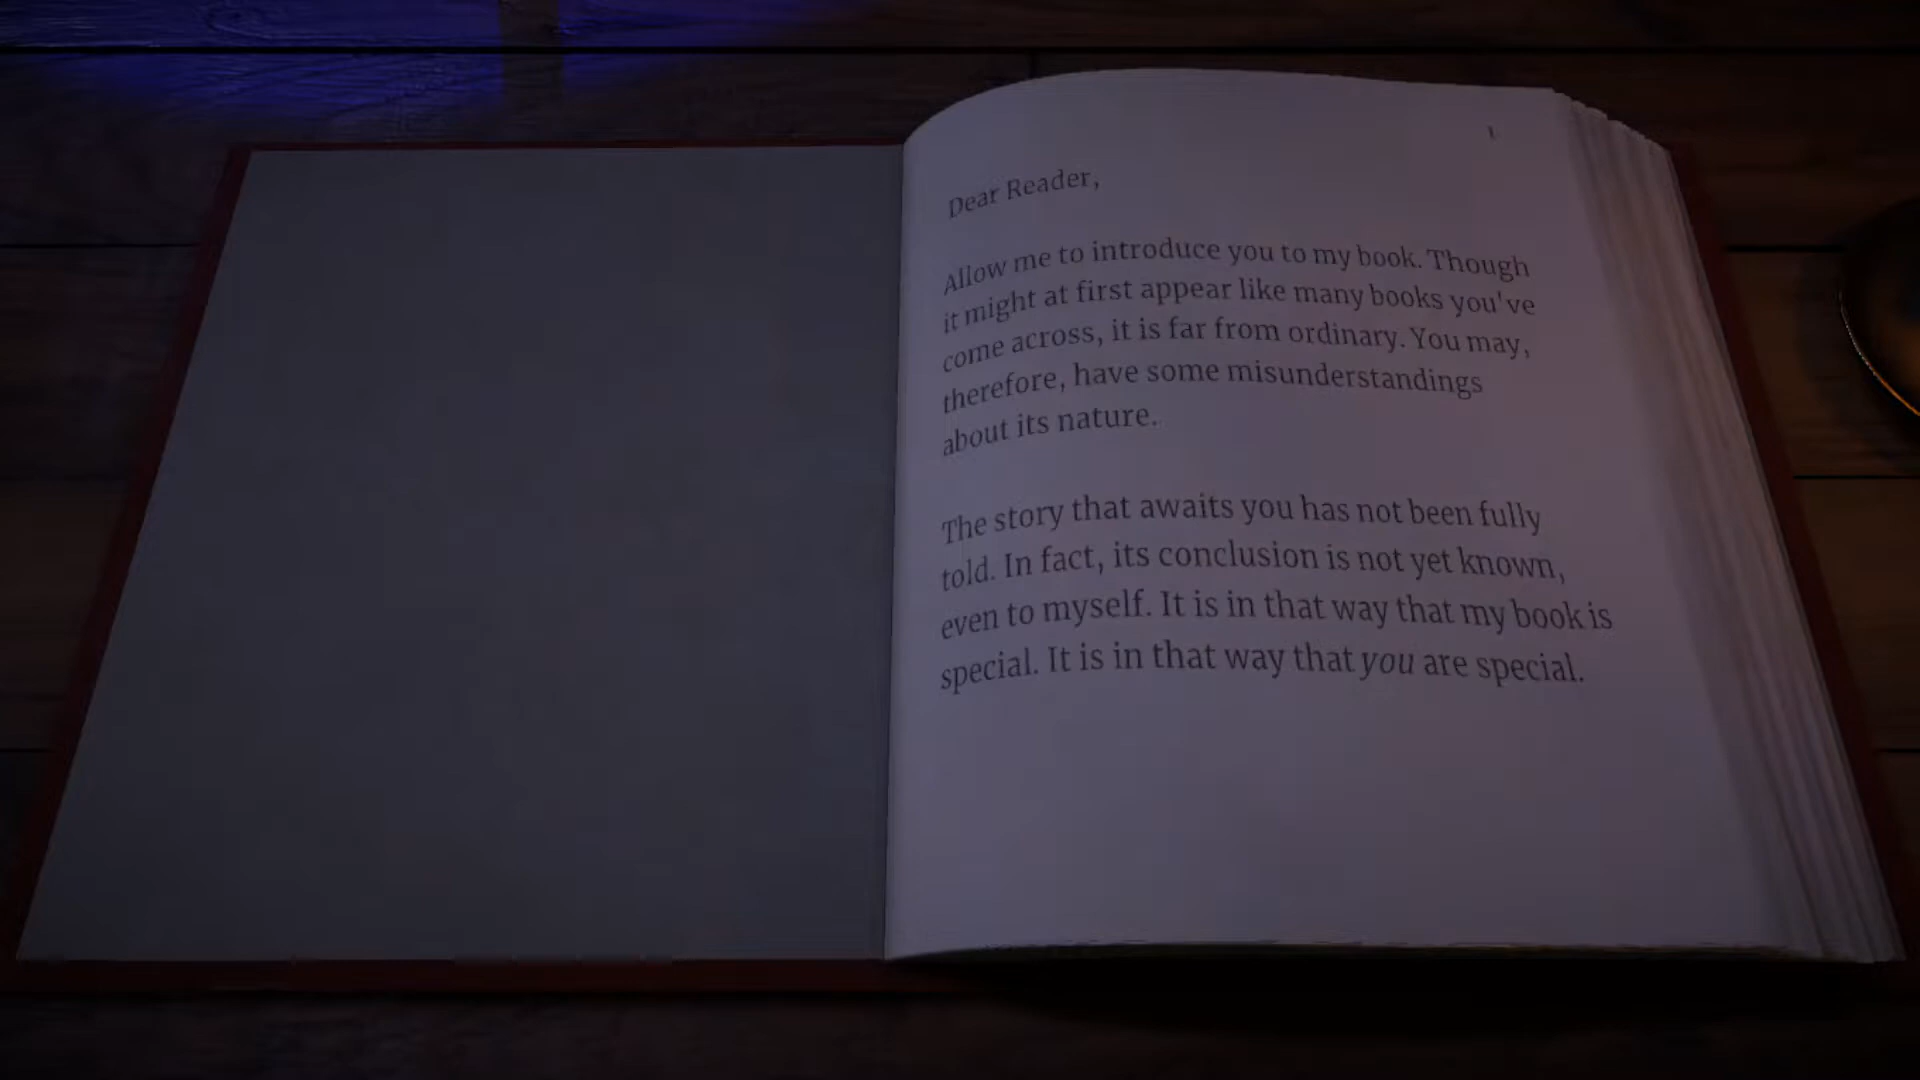 1
Dear Reader,
Allow me to introduce you to my book. Though
it might at first appear like many books you've
come across, it is far from ordinary. You may,
therefore, have some misunderstandings
about its nature.
The story that awaits you has not been fully
told. In fact, its conclusion is not yet known,
even to myself. It is in that way that my book is
special. It is in that way that you are special.